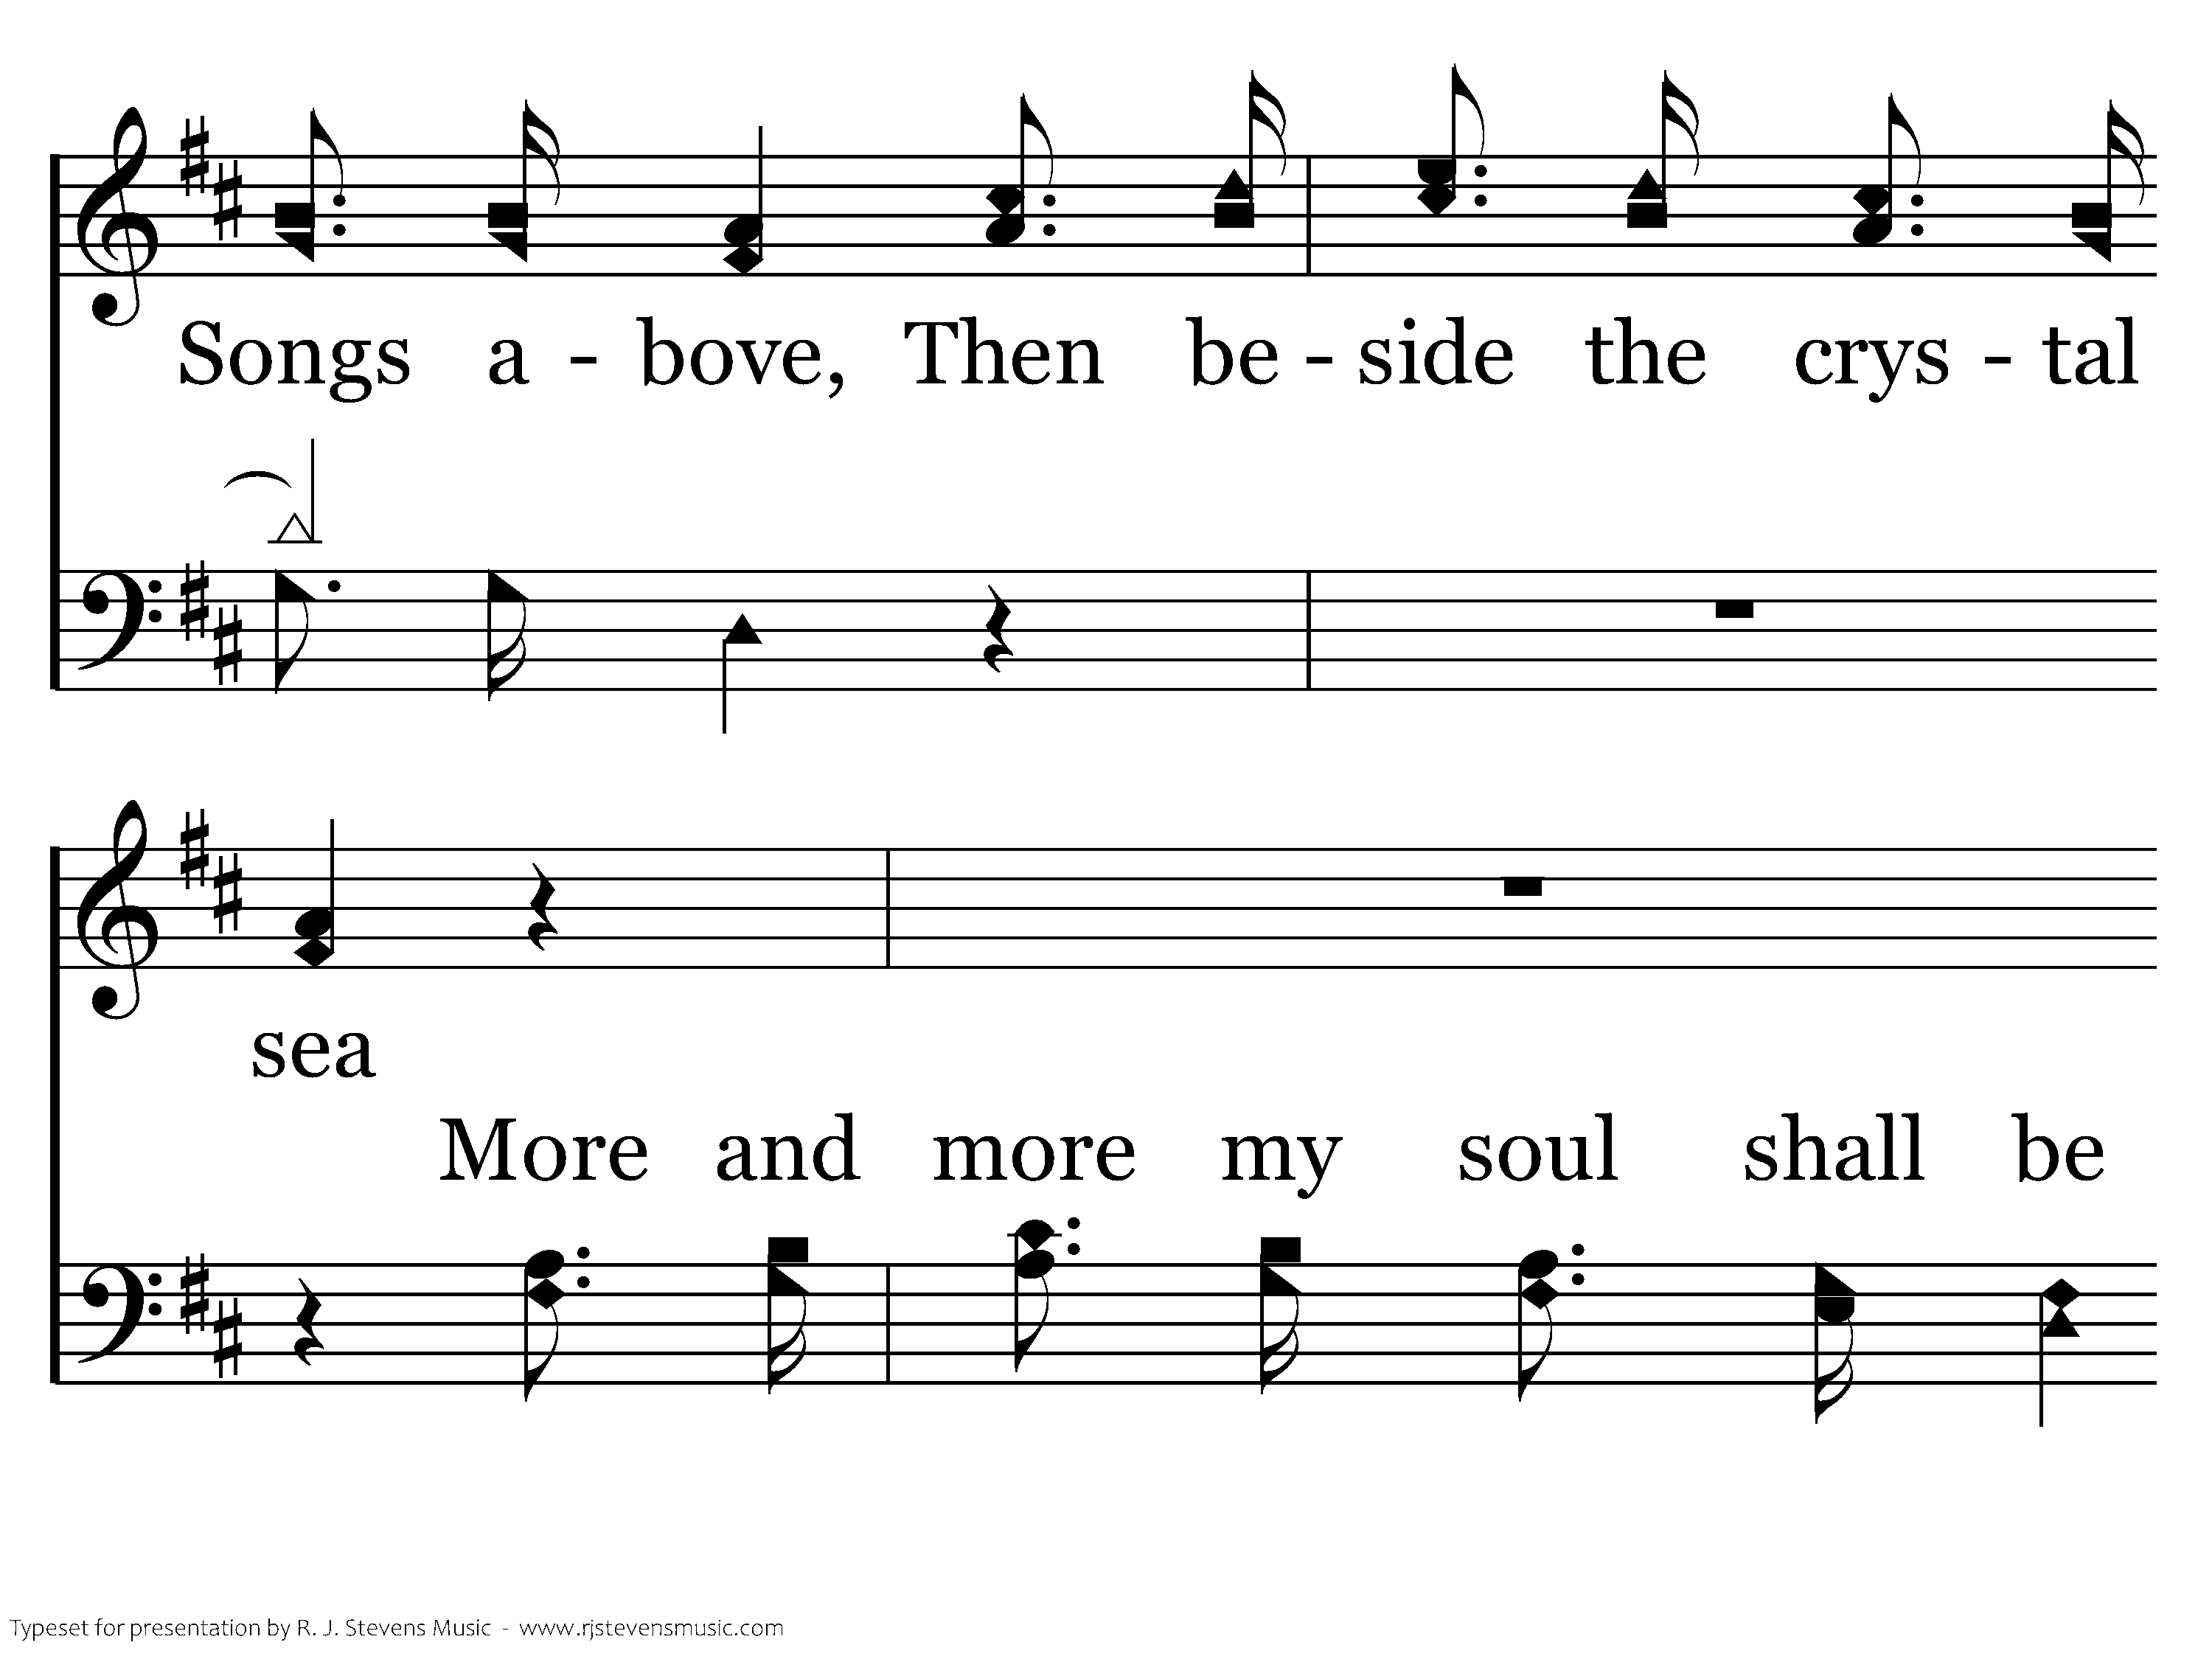 Songs a - bove, Then be - side the crys - tal
sea
More and more my soul shall be
Typeset for presentation by R. J. Stevens Music - www.rjstevensmusic.com